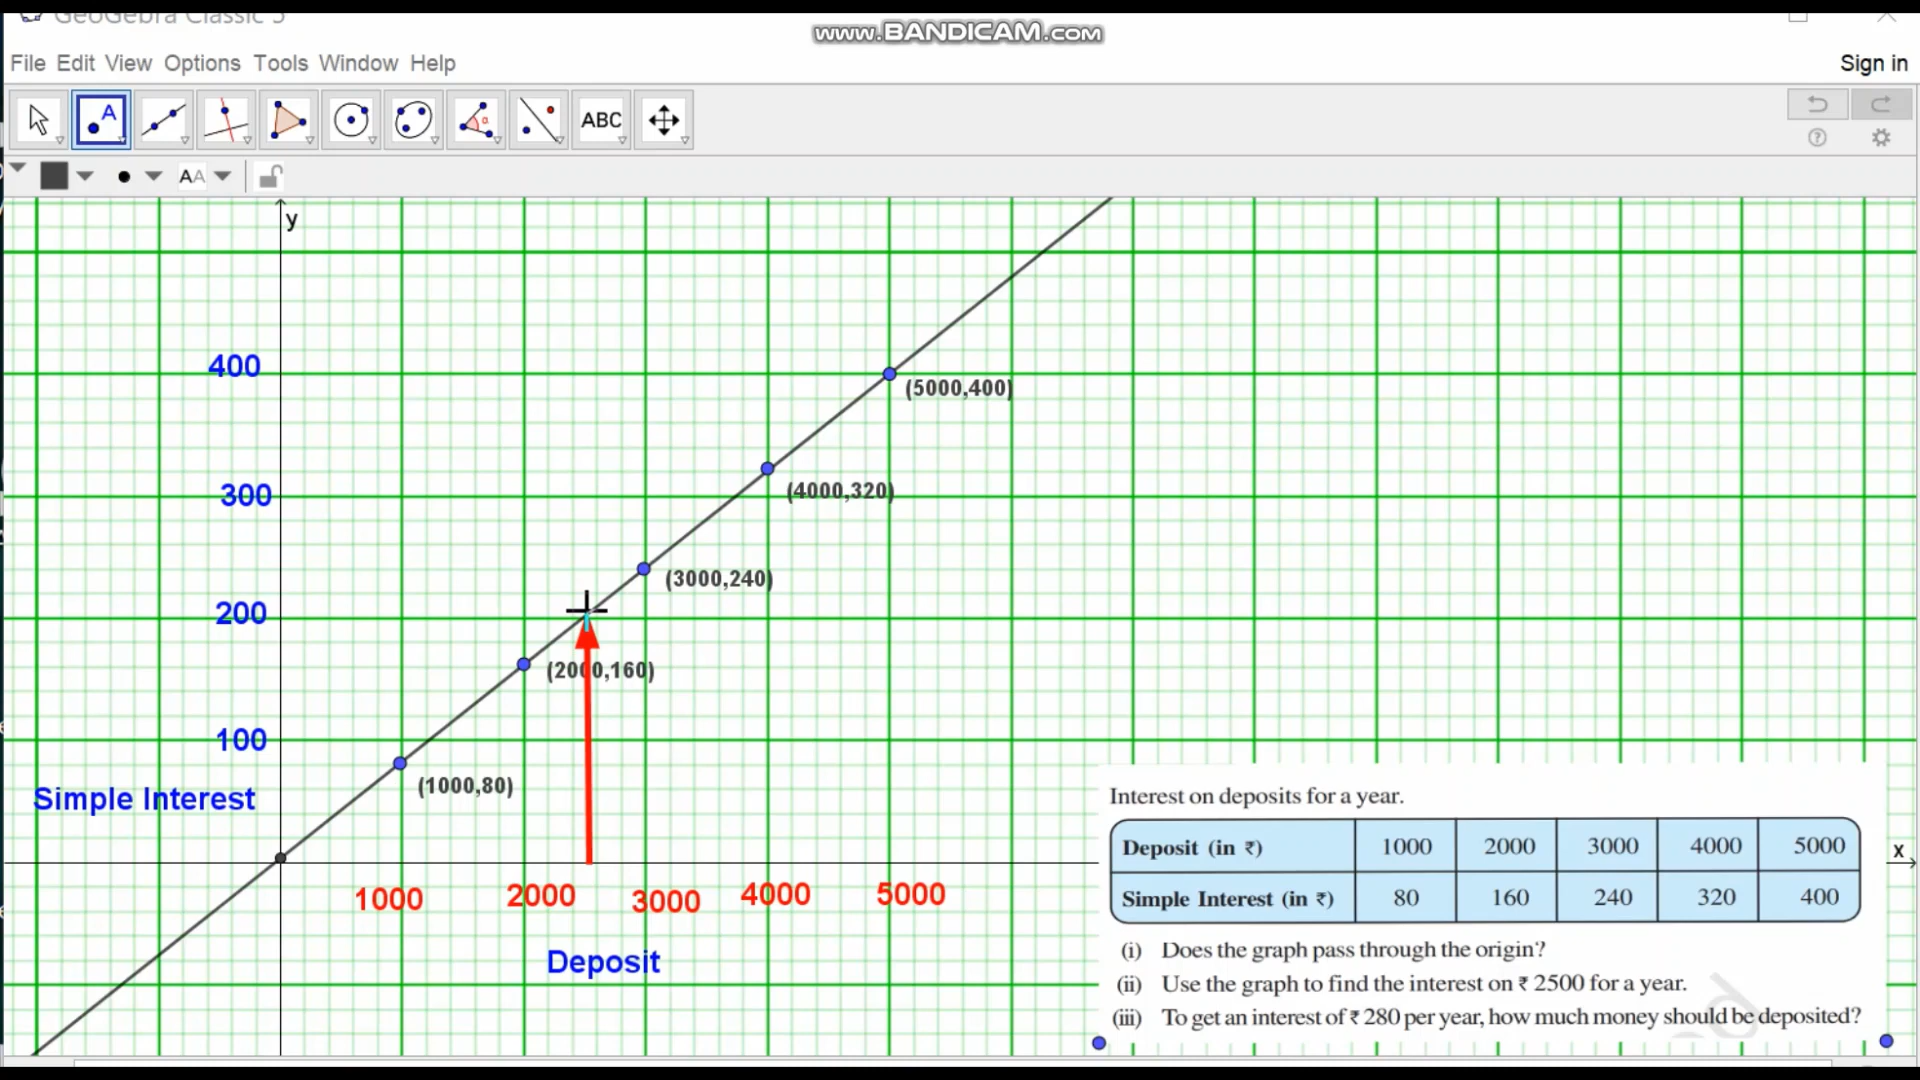 GeoGebra Classic 5
www.BANDICAM.com
File Edit View Options Tools Window Help
Sign in
A
ABC
AA
y
400
(5000,400)
300
(4000,320)
(3000,240)
200
(2000,160)
100
(1000,80)
Simple Interest
x
1000 2000 3000 4000 5000
Deposit
Interest on deposits for a year.
Deposit (in ₹) 1000 2000 3000 4000 5000
Simple Interest (in ₹) 80 160 240 320 400
(i) Does the graph pass through the origin?
(ii) Use the graph to find the interest on ₹ 2500 for a year.
(iii) To get an interest of ₹ 280 per year, how much money should be deposited?